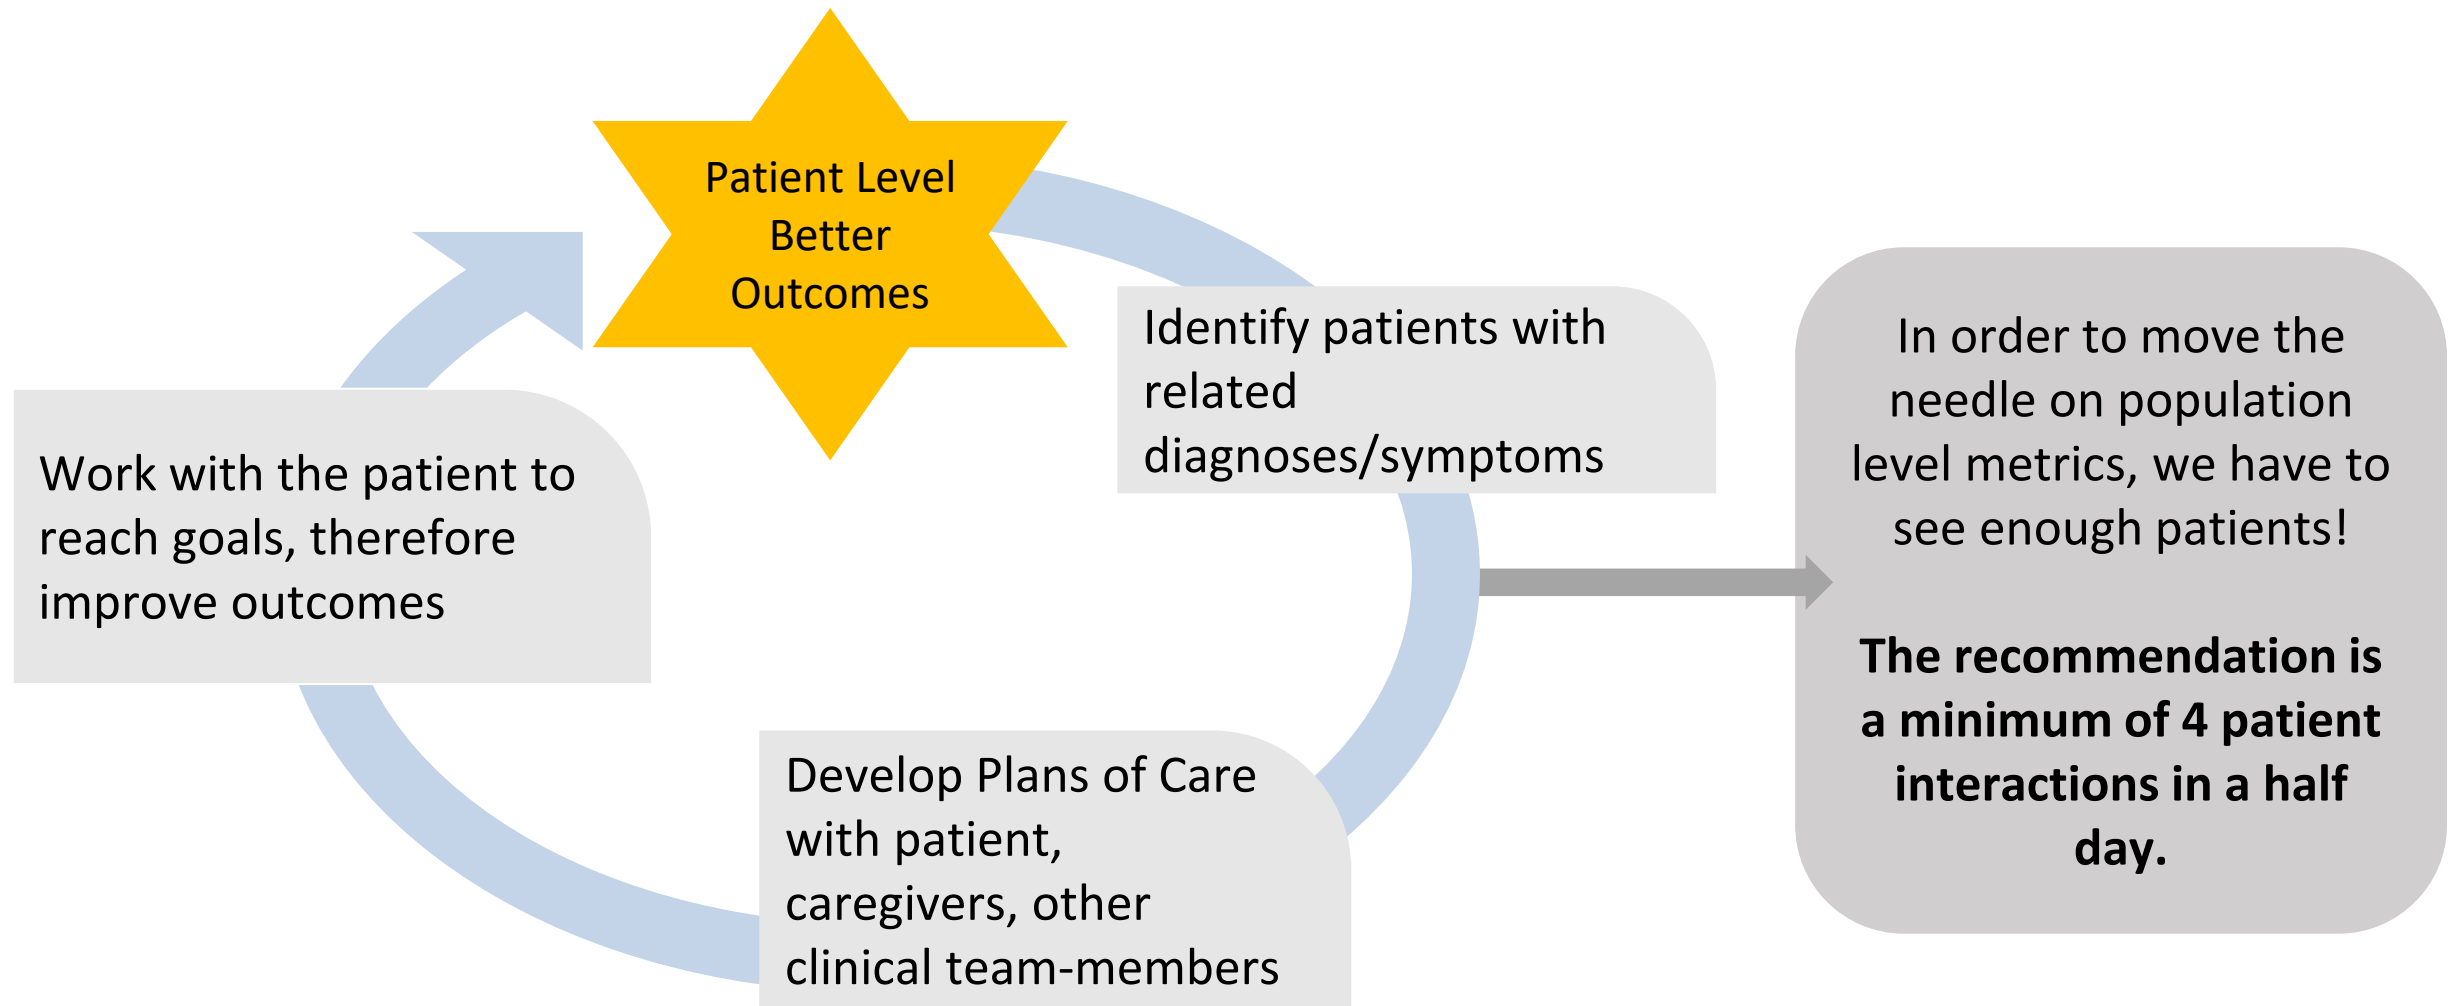 Patient Level
Better
Outcomes
Identify patients with
related
diagnoses/symptoms
Develop Plans of Care
with patient,
caregivers, other
clinical team-members
Work with the patient to
reach goals, therefore
improve outcomes
In order to move the
needle on population
level metrics, we have to
see enough patients!
The recommendation is
a minimum of 4 patient
interactions in a half
day.